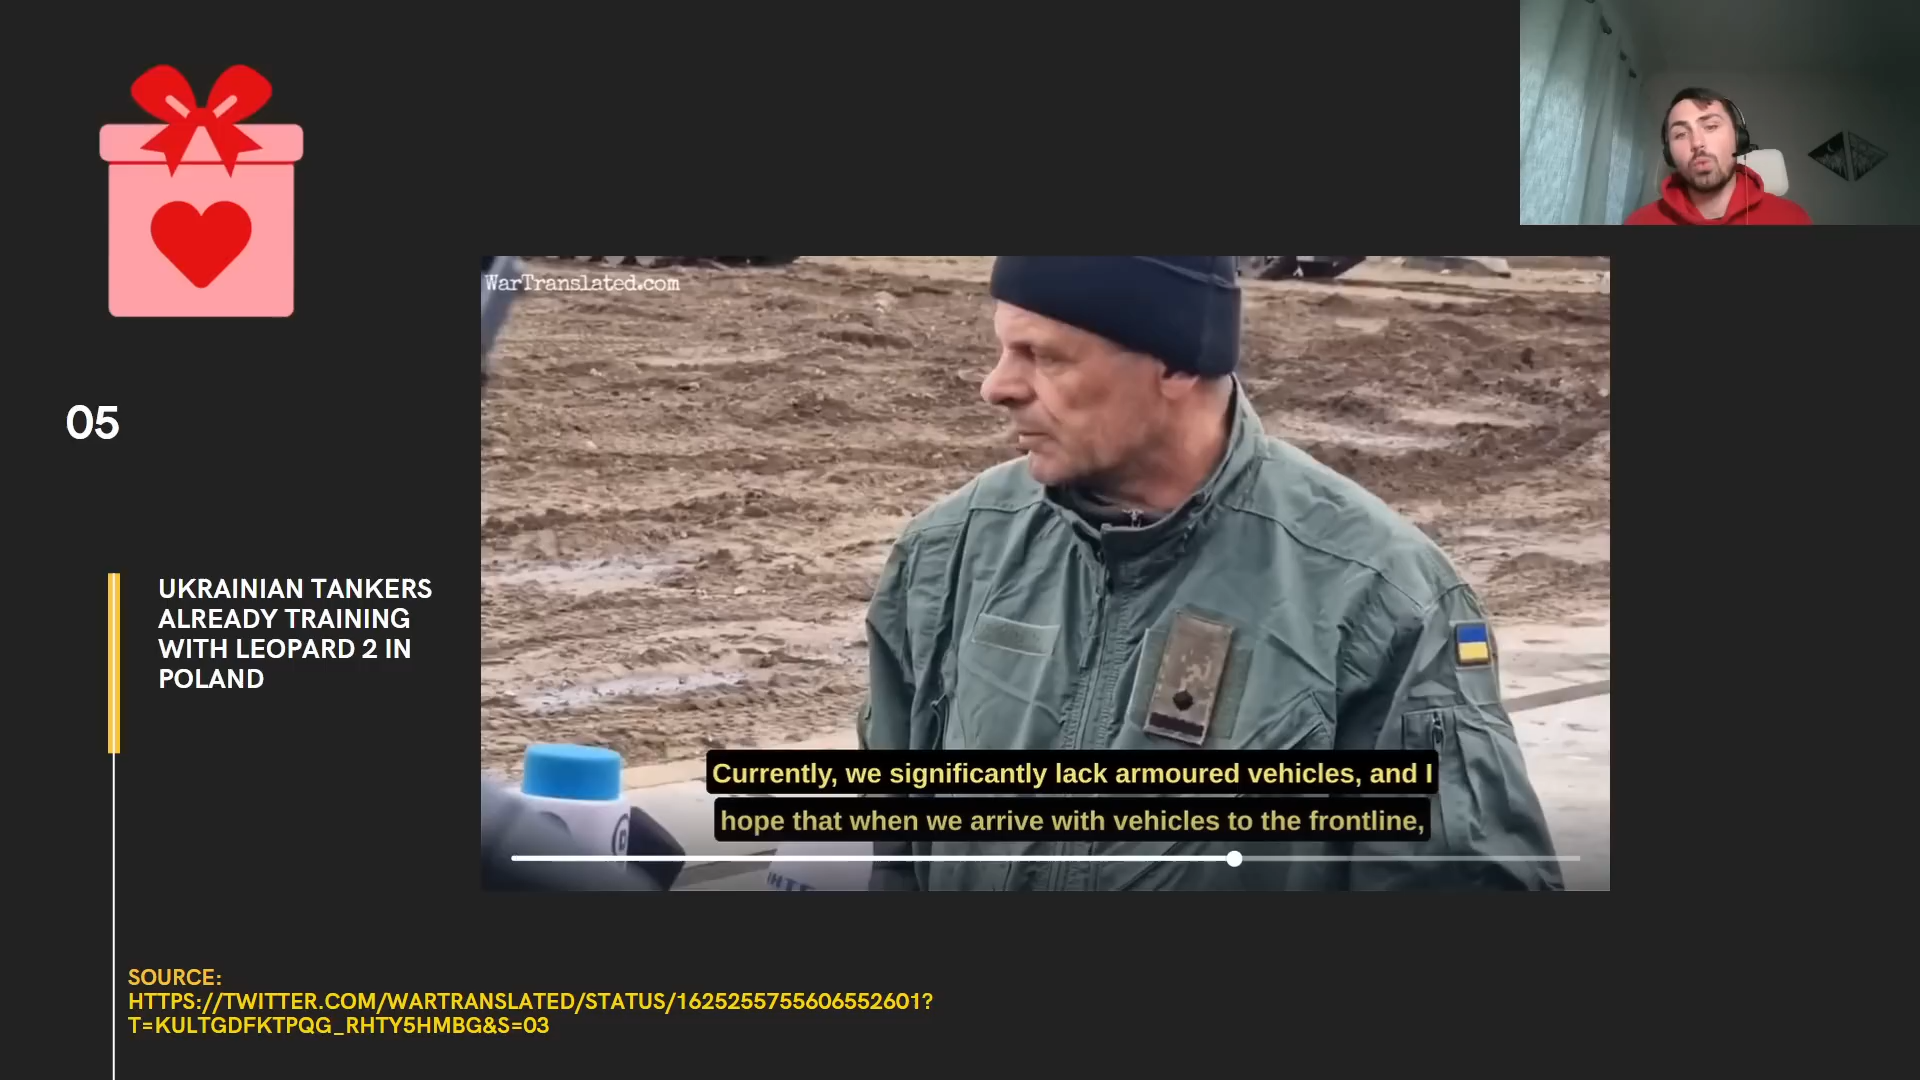 WarTranslated.com
05
UKRAINIAN TANKERS
ALREADY TRAINING
WITH LEOPARD 2 IN
POLAND
Currently, we significantly lack armoured vehicles, and I
hope that when we arrive with vehicles to the frontline,
SOURCE:
HTTPS://TWITTER.COM/WARTRANSLATED/STATUS/1625255755606552601?
T=KULTGDFKTPQG_RHTY5HMBG&S=03